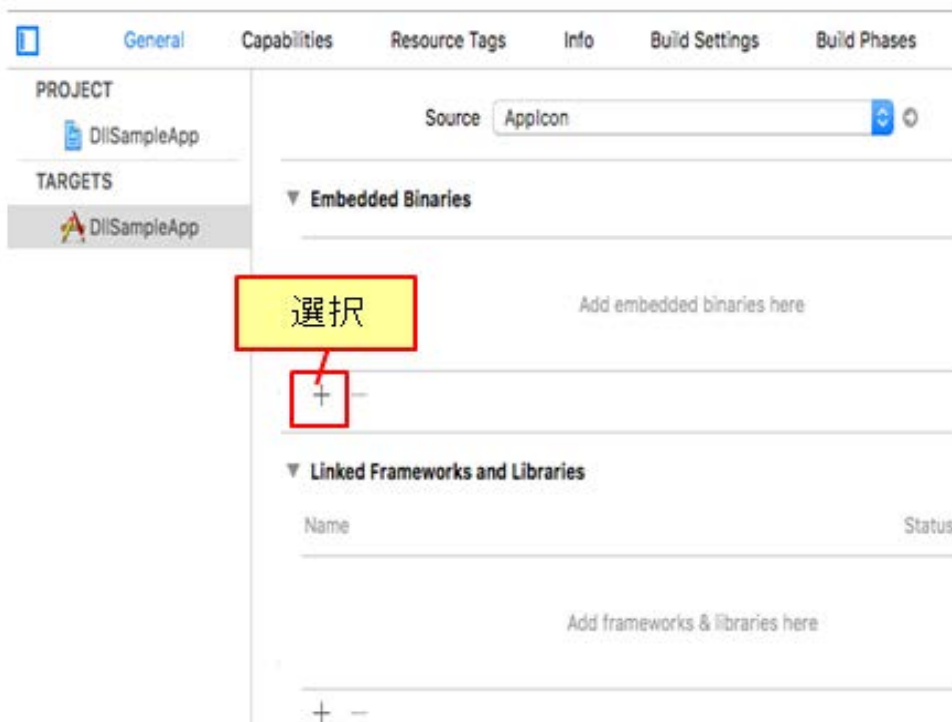 General Capabilities Resource Tags Info Build Settings Build Phases
PROJECT
DllSampleApp
TARGETS
DllSampleApp
Source AppIcon
Embedded Binaries
Add embedded binaries here
選択
+ −
Linked Frameworks and Libraries
Name Status
Add frameworks & libraries here
+ −